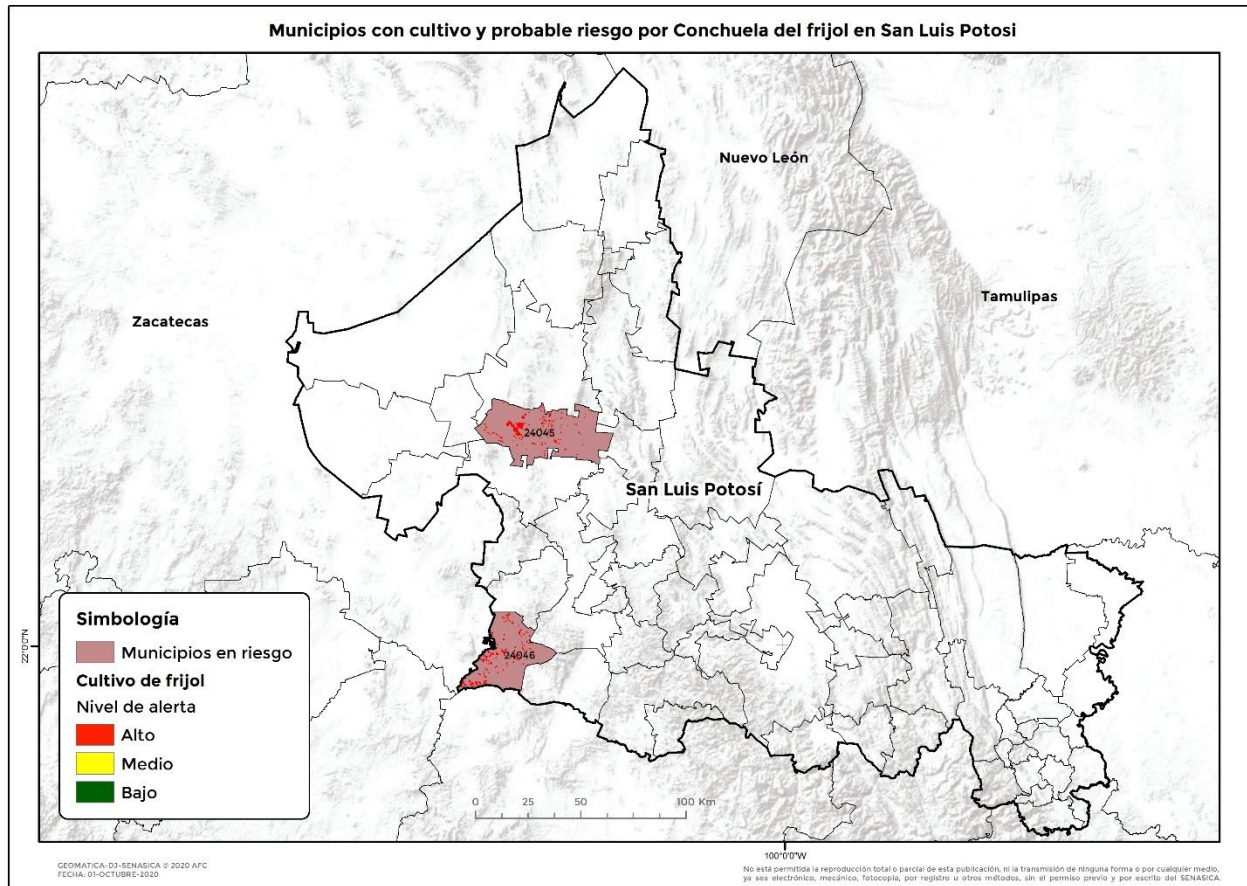 Municipios con cultivo y probable riesgo por Conchuela del frijol en San Luis Potosi
Nuevo León
Tamulipas
Zacatecas
24045
San Luis Potosí
24046
Simbología
Municipios en riesgo
Cultivo de frijol
Nivel de alerta
Alto
Medio
Bajo
22°0'0"N
0 25 50 100 Km
100°0'0"W
GEOMATICA-DJ-SENASICA © 2020 AFC
FECHA: 01-OCTUBRE-2020
No está permitida la reproducción total o parcial de esta publicación, ni la transmisión de ninguna forma o por cualquier medio,
ya sea electrónico, mecánico, fotocopia, por registro u otros métodos, sin el permiso previo y por escrito del SENASICA.